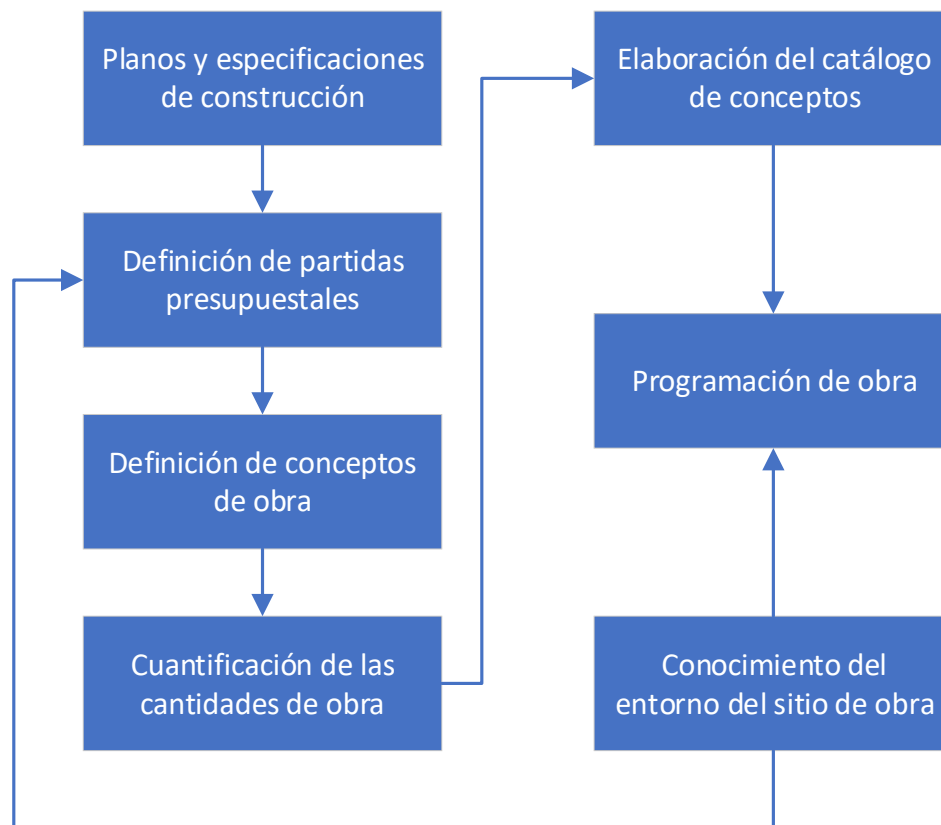 Planos y especificaciones
de construcción
Definición de partidas
presupuestales
Definición de conceptos
de obra
Cuantificación de las
cantidades de obra
Elaboración del catálogo
de conceptos
Programación de obra
Conocimiento del
entorno del sitio de obra